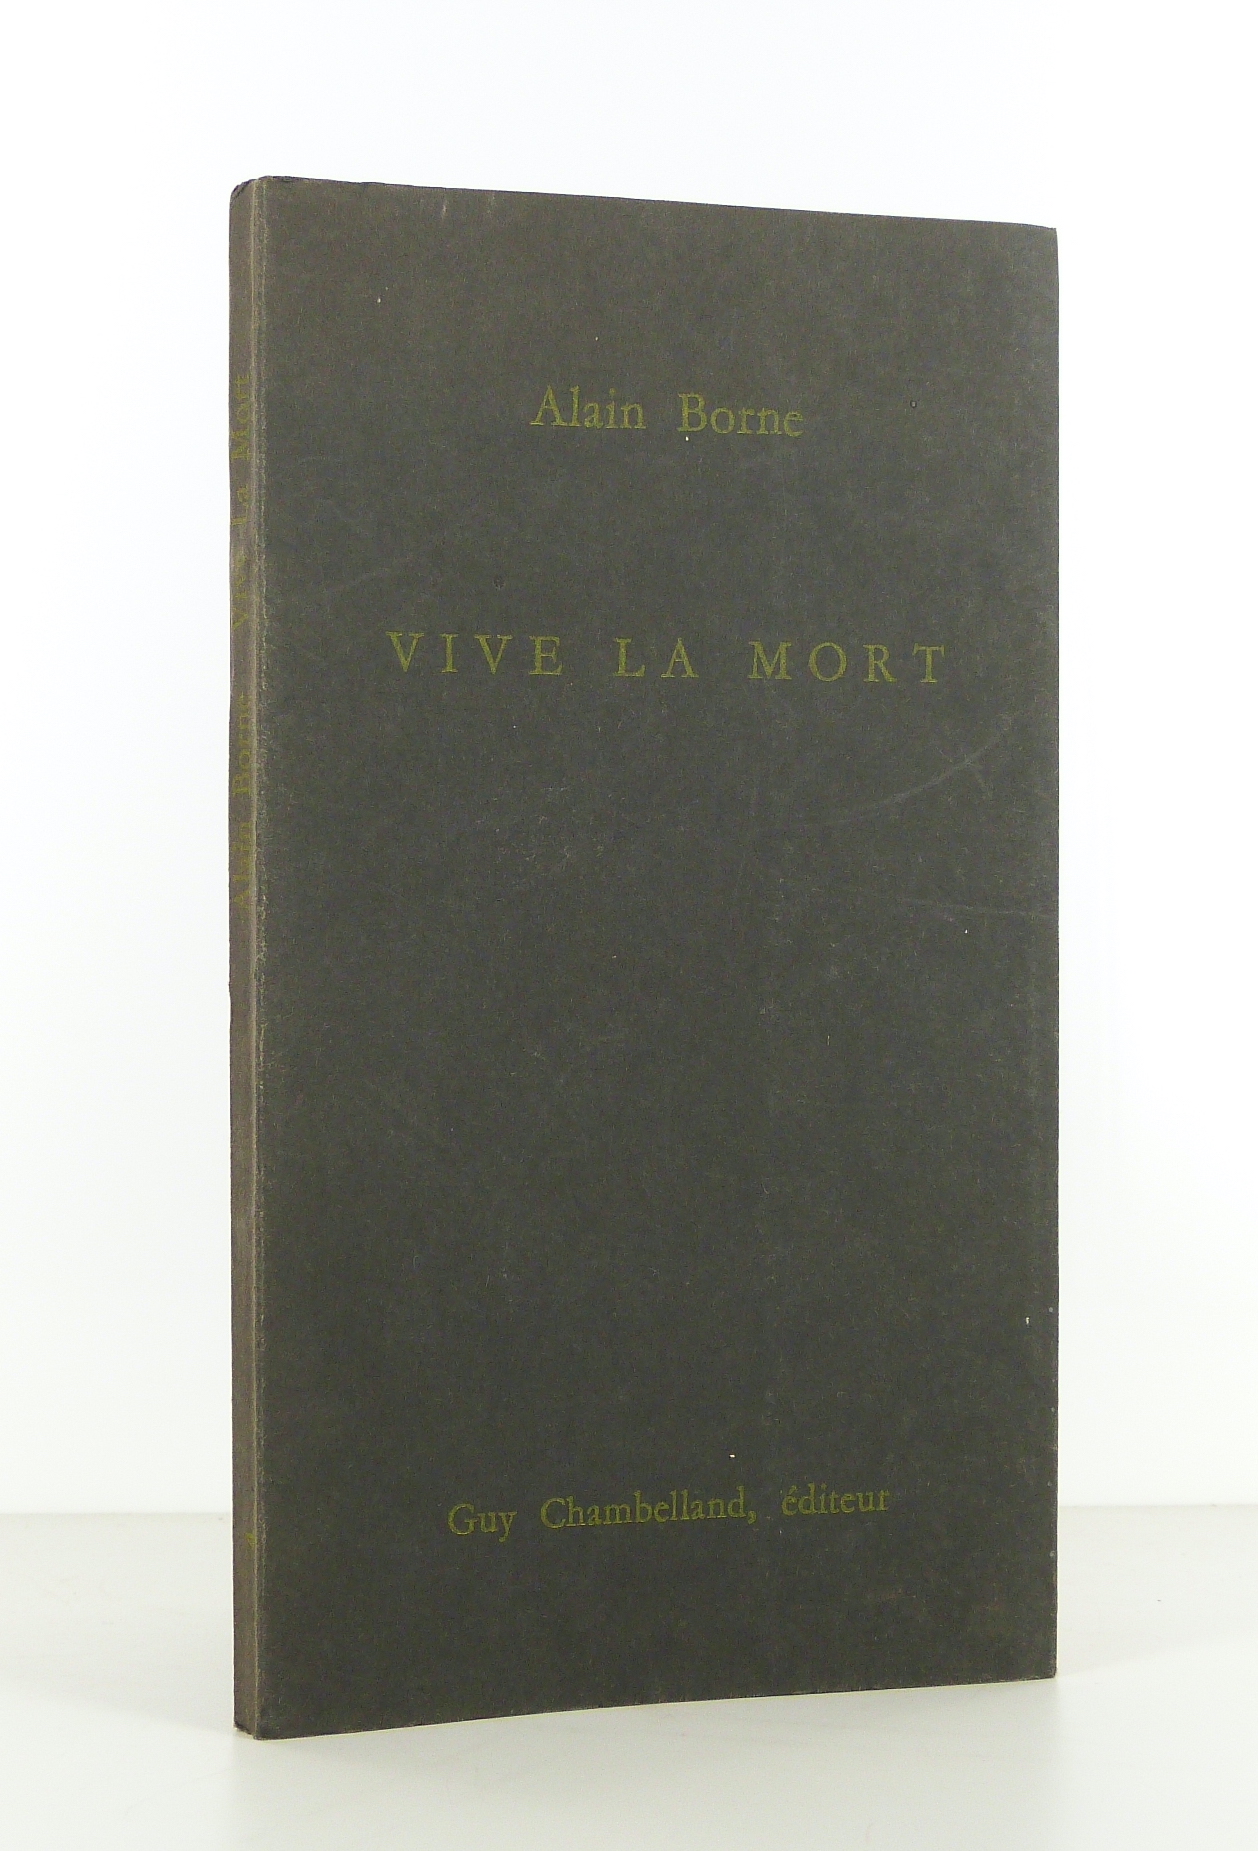 Alain Borne
VIVE LA MORT
Guy Chambelland, éditeur
Alain Borne Vive La Mort